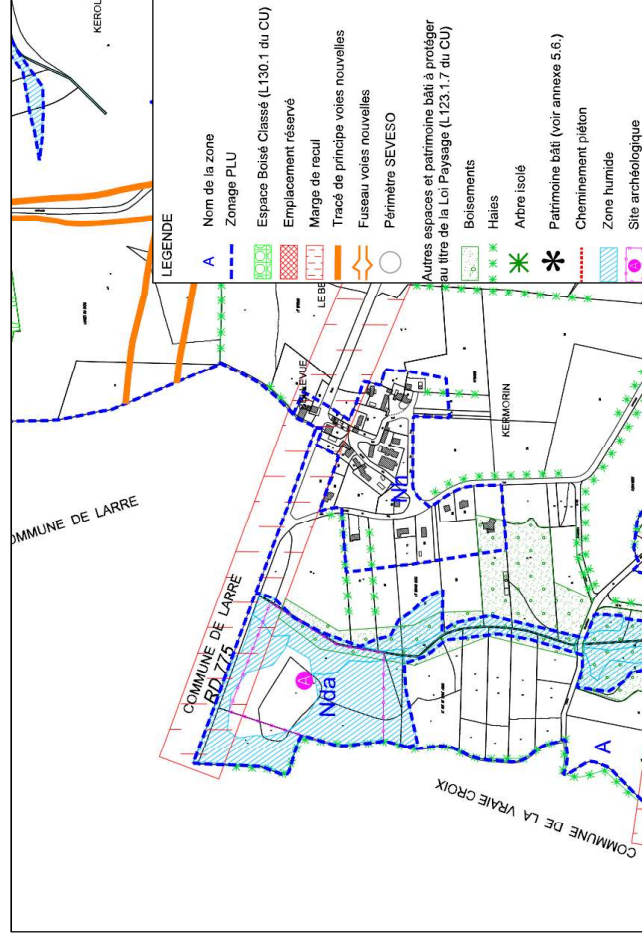 KEROL
LEGENDE
A Nom de la zone
Zonage PLU
Espace Boisé Classé (L130.1 du CU)
Emplacement réservé
Marge de recul
Tracé de principe voies nouvelles
Fuseau voies nouvelles
Périmètre SEVESO
Autres espaces et patrimoine bâti à protéger
au titre de la Loi Paysage (L123.1.7 du CU)
Boisements
Haies
Arbre isolé
Patrimoine bâti (voir annexe 5.6.)
Cheminement piéton
Zone humide
A Site archéologique
OMMUNE DE LARRE
COMMUNE DE LARRE
RD 775
LEBE
KERMORIN
Nh
A
Nda
A
COMMUNE DE LA VRAIE CROIX